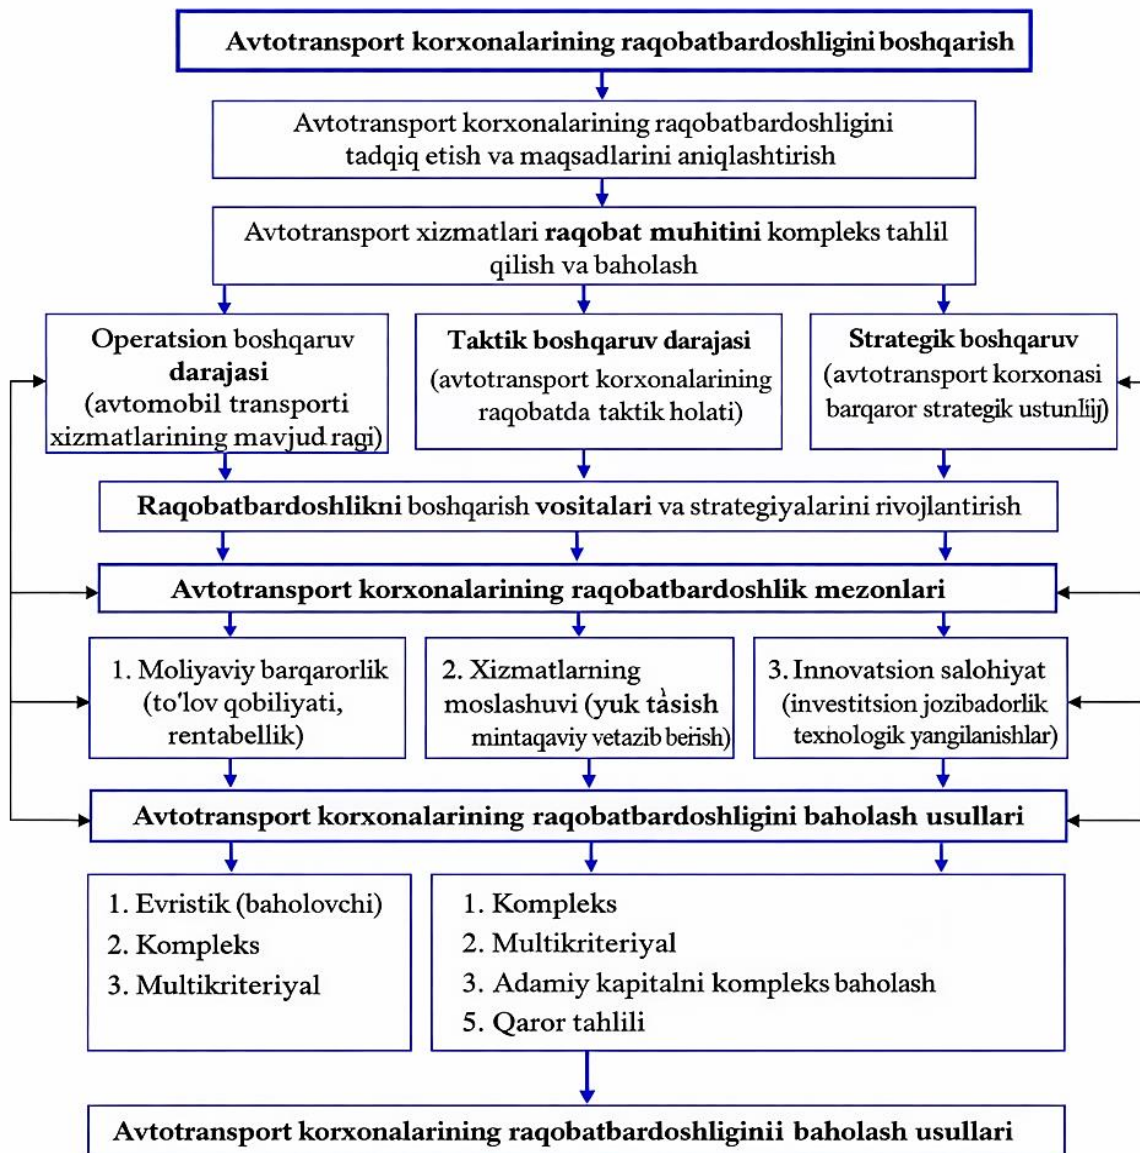 Avtotransport korxonalarining raqobatbardoshligini boshqarish
Avtotransport korxonalarining raqobatbardoshligini
tadqiq etish va maqsadlarini aniqlashtirish
Avtotransport xizmatlari raqobat muhitini kompleks tahlil
qilish va baholash
Operatsion boshqaruv
darajasi
(avtomobil transporti
xizmatlarining mavjud ragi)
Taktik boshqaruv darajasi
(avtotransport korxonalarining
raqobatda taktik holati)
Strategik boshqaruv
(avtotransport korxonasi
barqaror strategik
Raqobatbardoshlikni boshqarish vositalari va strategiyalarini rivojlantirish
Avtotransport korxonalarining raqobatbardoshlik mezonlari
1. Moliyaviy barqarorlik
(to'lov qobiliyati,
rentabellik)
2. Xizmatlarning
moslashuvi (yuk tàsish
mintaqaviy vetazib berish)
3. Innovatsion salohiyat
(investitsion jozibadorlik
texnologik yangilanishlar)
Avtotransport korxonalarining raqobatbardoshligini baholash usullari
1. Evristik (baholovchi)
2. Kompleks
3. Multikriteriyal
1. Kompleks
2. Multikriteriyal
3. Adamiy kapitalni kompleks baholash
5. Qaror tahlili
Avtotransport korxonalarining raqobatbardoshliginii baholash usullari